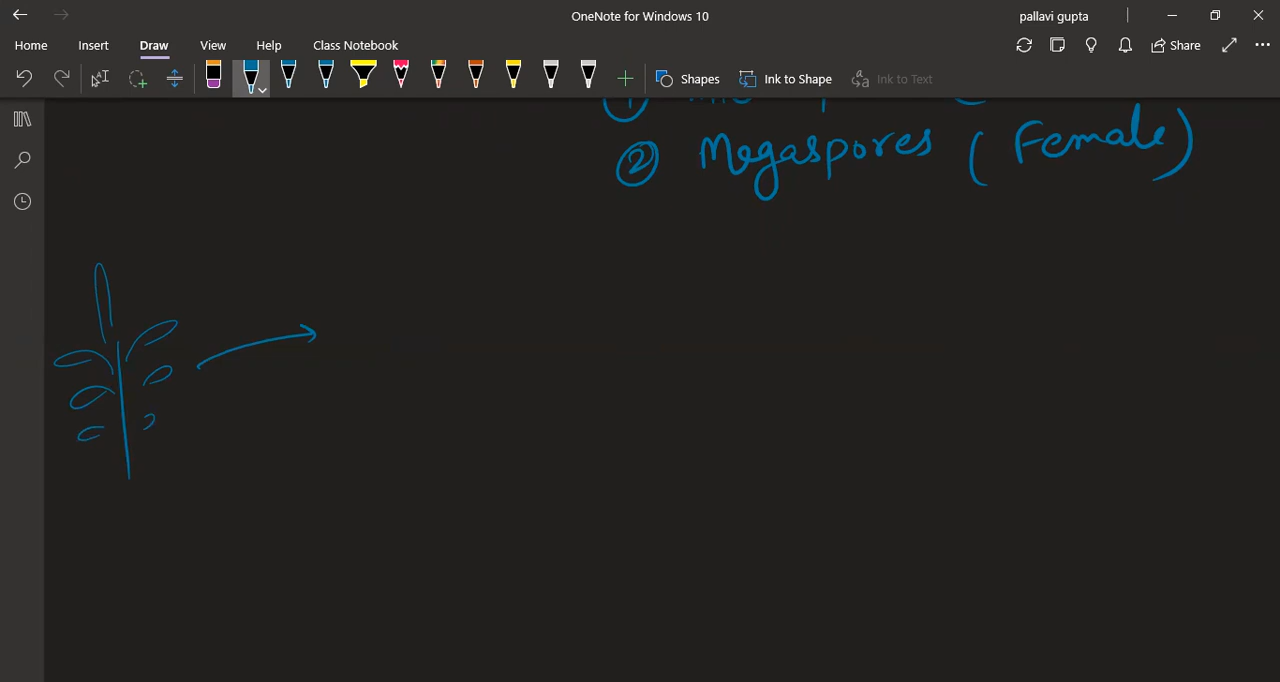 OneNote for Windows 10
pallavi gupta
Home Insert Draw View Help Class Notebook
Share
Shapes Ink to Shape Ink to Text
①
② Megaspores (Female)